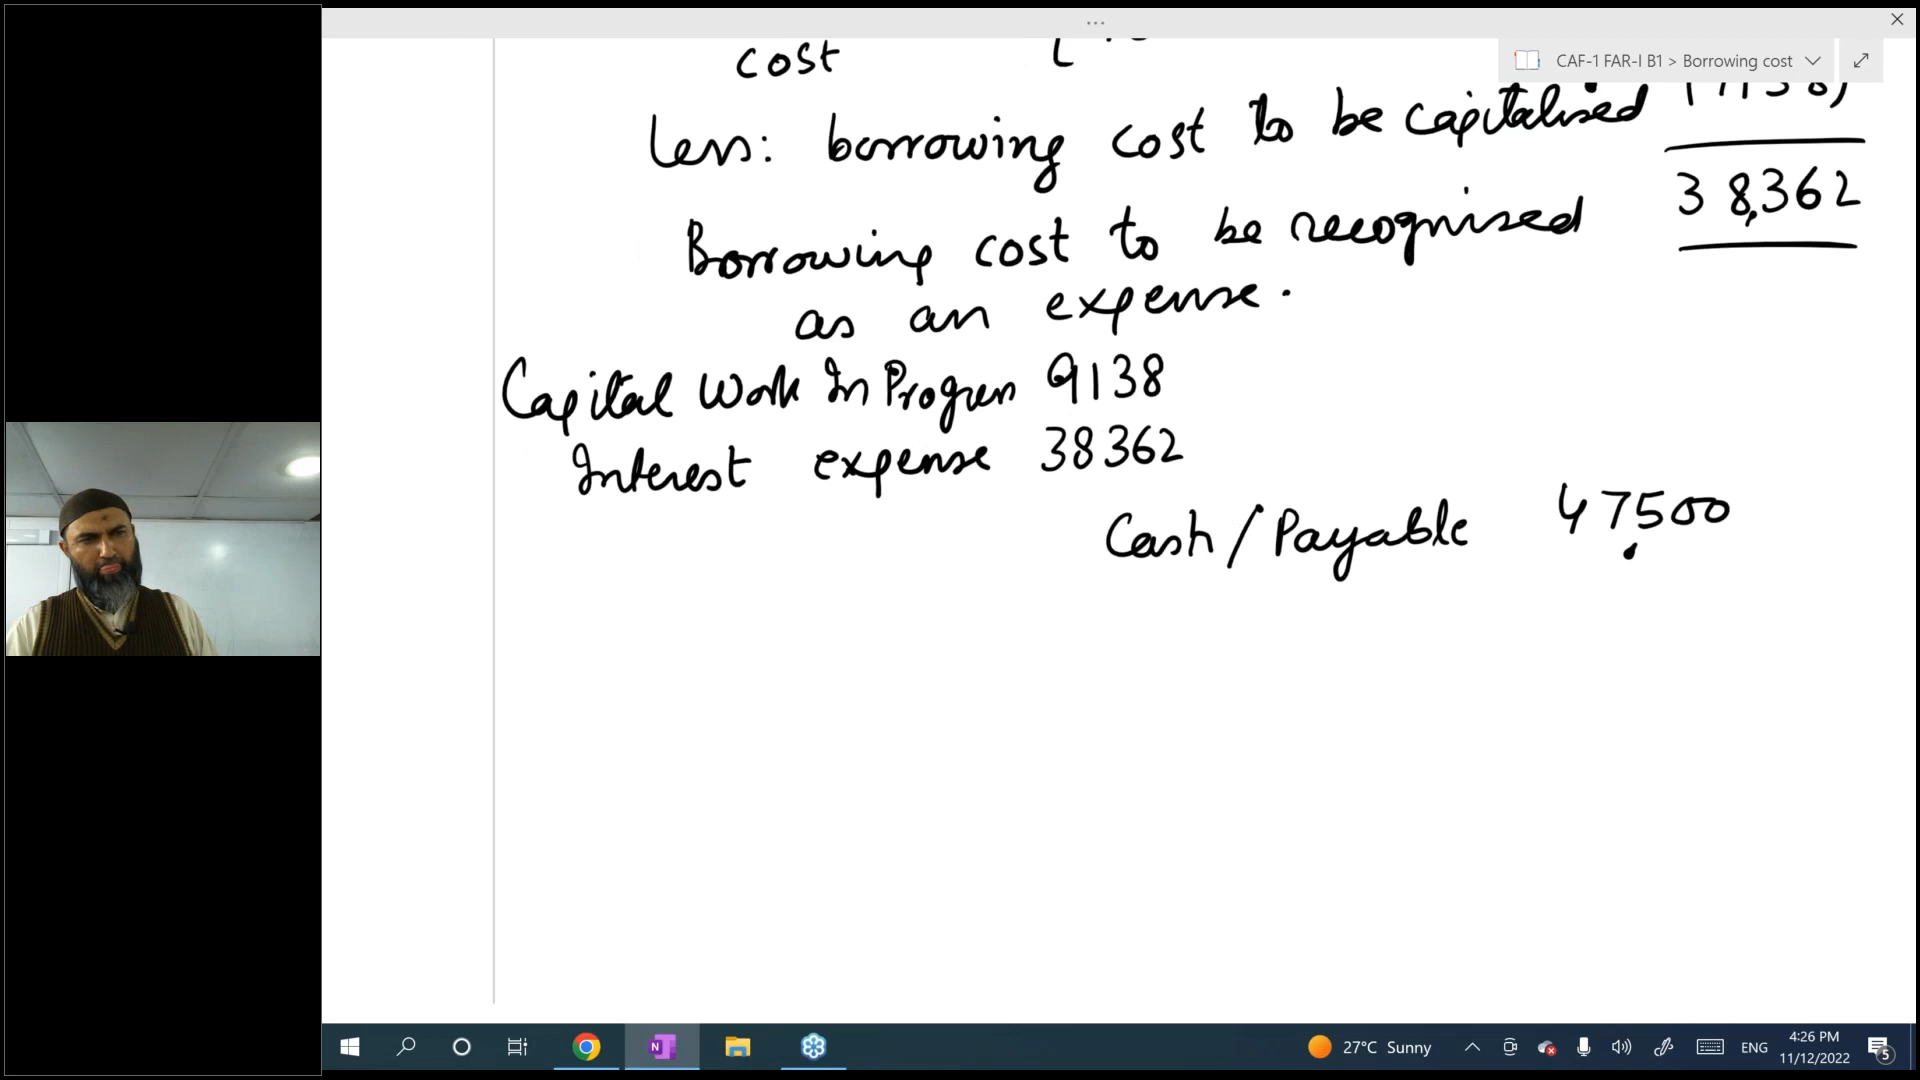 CAF-1 FAR-I B1 > Borrowing cost
cost
Less: borrowing cost to be capitalised (9138)
38,362
Borrowing cost to be recognised
as an expense.
Capital Work In Progress 9138
Interest expense 38362
Cash/Payable 47500
27°C Sunny
ENG
4:26 PM
11/12/2022
5